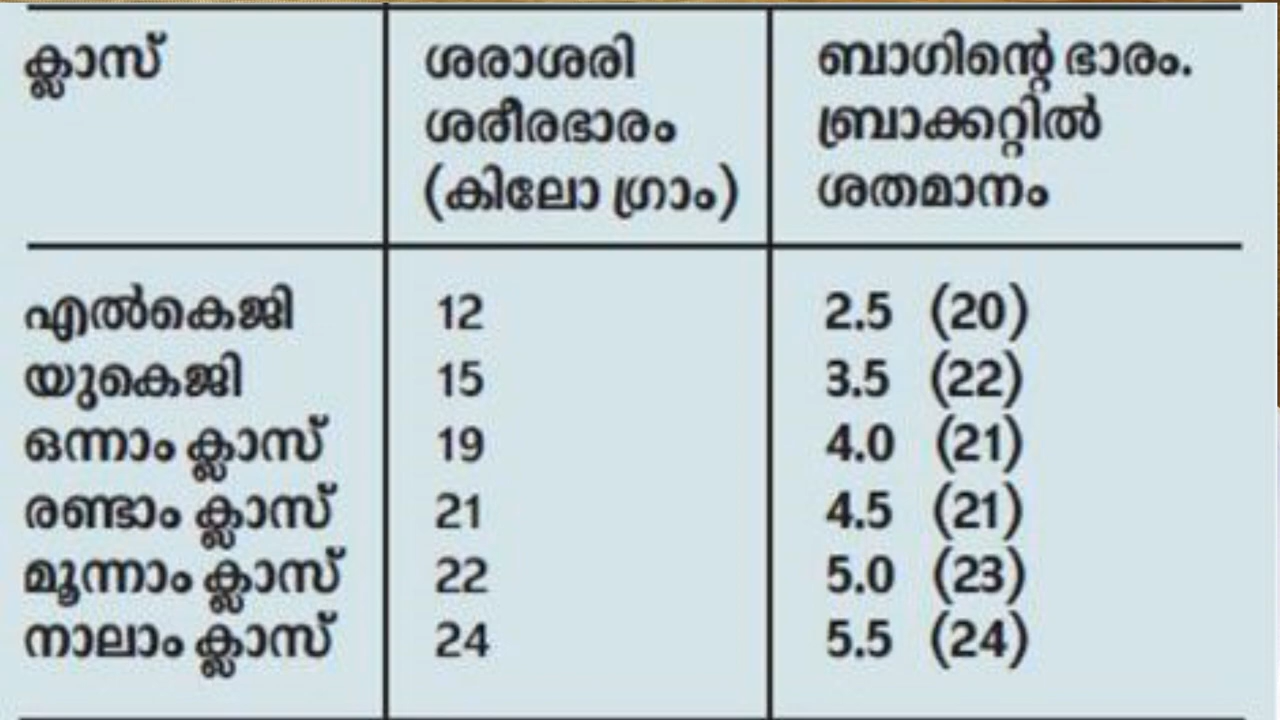 ക്ലാസ്
ശരാശരി
ശരീരഭാരം
(കിലോ ഗ്രാം)
ബാഗിന്റെ ഭാരം.
ബ്രാക്കറ്റിൽ
ശതമാനം
എൽകെജി 12 2.5 (20)
യുകെജി 15 3.5 (22)
ഒന്നാം ക്ലാസ് 19 4.0 (21)
രണ്ടാം ക്ലാസ് 21 4.5 (21)
മൂന്നാം ക്ലാസ് 22 5.0 (23)
നാലാം ക്ലാസ് 24 5.5 (24)